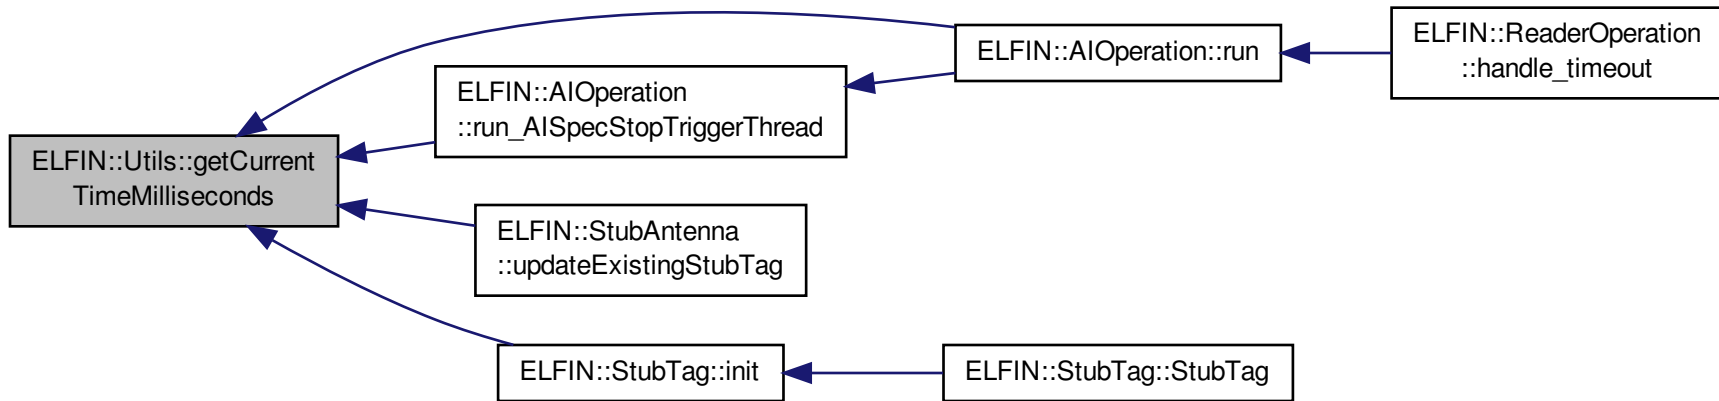 ELFIN::Utils::getCurrent
TimeMilliseconds
ELFIN::AIOperation::run
ELFIN::ReaderOperation
::handle_timeout
ELFIN::AIOperation
::run_AISpecStopTriggerThread
ELFIN::StubAntenna
::updateExistingStubTag
ELFIN::StubTag::init
ELFIN::StubTag::StubTag